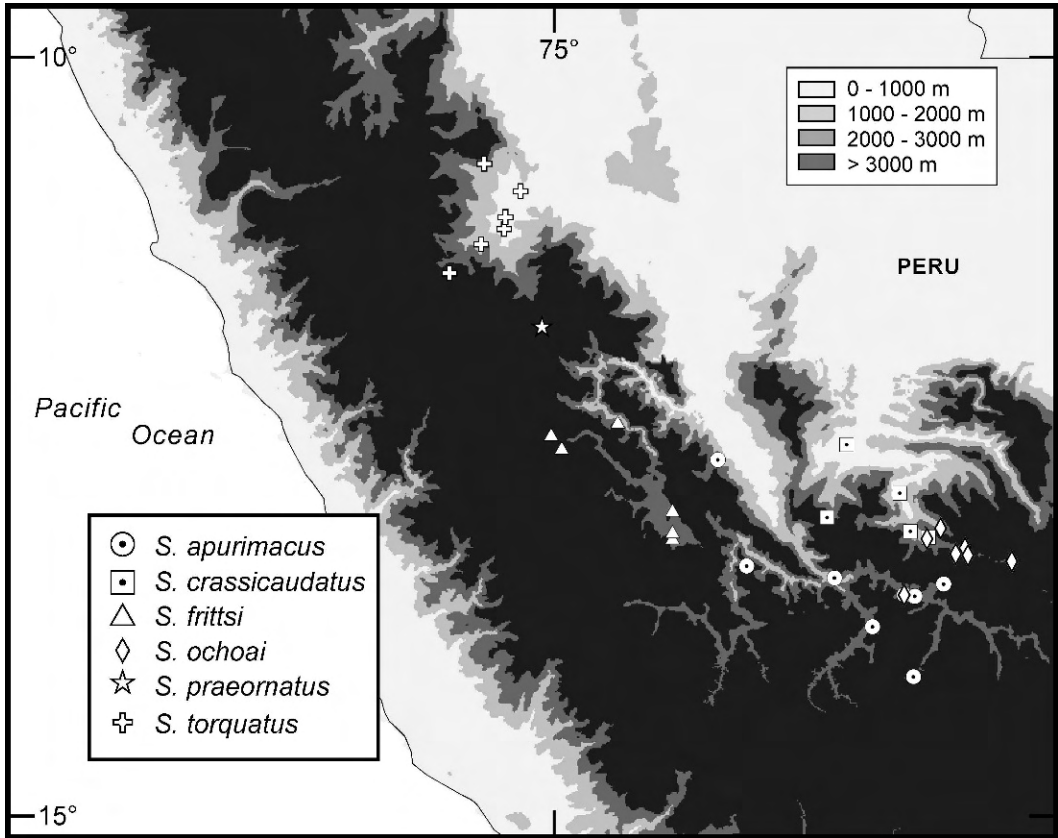 75°
10°
0 - 1000 m
1000 - 2000 m
2000 - 3000 m
> 3000 m
PERU
Pacific
Ocean
S. apurimacus
S. crassicaudatus
S. frittsi
S. ochoai
S. praeornatus
S. torquatus
15°